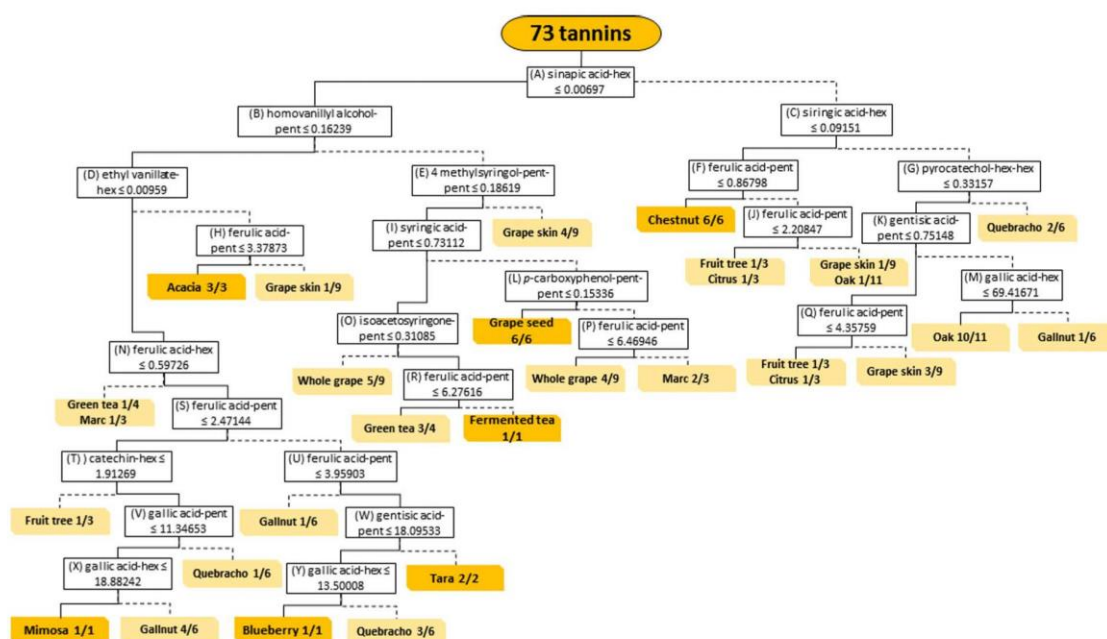 73 tannins
(A) sinapic acid-hex
≤ 0.00697
(B) homovanillyl alcohol-
pent ≤ 0.16239
(C) siringic acid-hex
≤ 0.09151
(D) ethyl vanillate-
hex ≤ 0.00959
(E) 4 methylsyringol-pent-
pent ≤ 0.18619
(F) ferulic acid-pent
≤ 0.86798
(G) pyrocatechol-hex-hex
≤ 0.33157
(H) ferulic acid-
pent ≤ 3.37873
(I) syringic acid-
pent ≤ 0.73112
Grape skin 4/9
Chestnut 6/6
(J) ferulic acid-pent
≤ 2.20847
(K) gentisic acid-
pent ≤ 0.75148
Quebracho 2/6
Acacia 3/3
Grape skin 1/9
(L) p-carboxyphenol-pent-
pent ≤ 0.15336
Fruit tree 1/3
Citrus 1/3
Grape skin 1/9
Oak 1/11
(M) gallic acid-hex
≤ 69.41671
(O) isoacetosyringone-
pent ≤ 0.31085
Grape seed
6/6
(P) ferulic acid-pent
≤ 6.46946
(Q) ferulic acid-pent
≤ 4.35759
Oak 10/11
Gallnut 1/6
(N) ferulic acid-hex
≤ 0.59726
Whole grape 5/9
(R) ferulic acid-pent
≤ 6.27616
Whole grape 4/9
Marc 2/3
Fruit tree 1/3
Citrus 1/3
Grape skin 3/9
Green tea 1/4
Marc 1/3
(S) ferulic acid-pent
≤ 2.47144
Green tea 3/4
Fermented tea
1/1
(T) ) catechin-hex ≤
1.91269
(U) ferulic acid-pent
≤ 3.95903
Fruit tree 1/3
(V) gallic acid-pent
≤ 11.34653
Gallnut 1/6
(W) gentisic acid-
pent ≤ 18.09533
(X) gallic acid-hex ≤
18.88242
Quebracho 1/6
(Y) gallic acid-hex ≤
13.50008
Tara 2/2
Mimosa 1/1
Gallnut 4/6
Blueberry 1/1
Quebracho 3/6